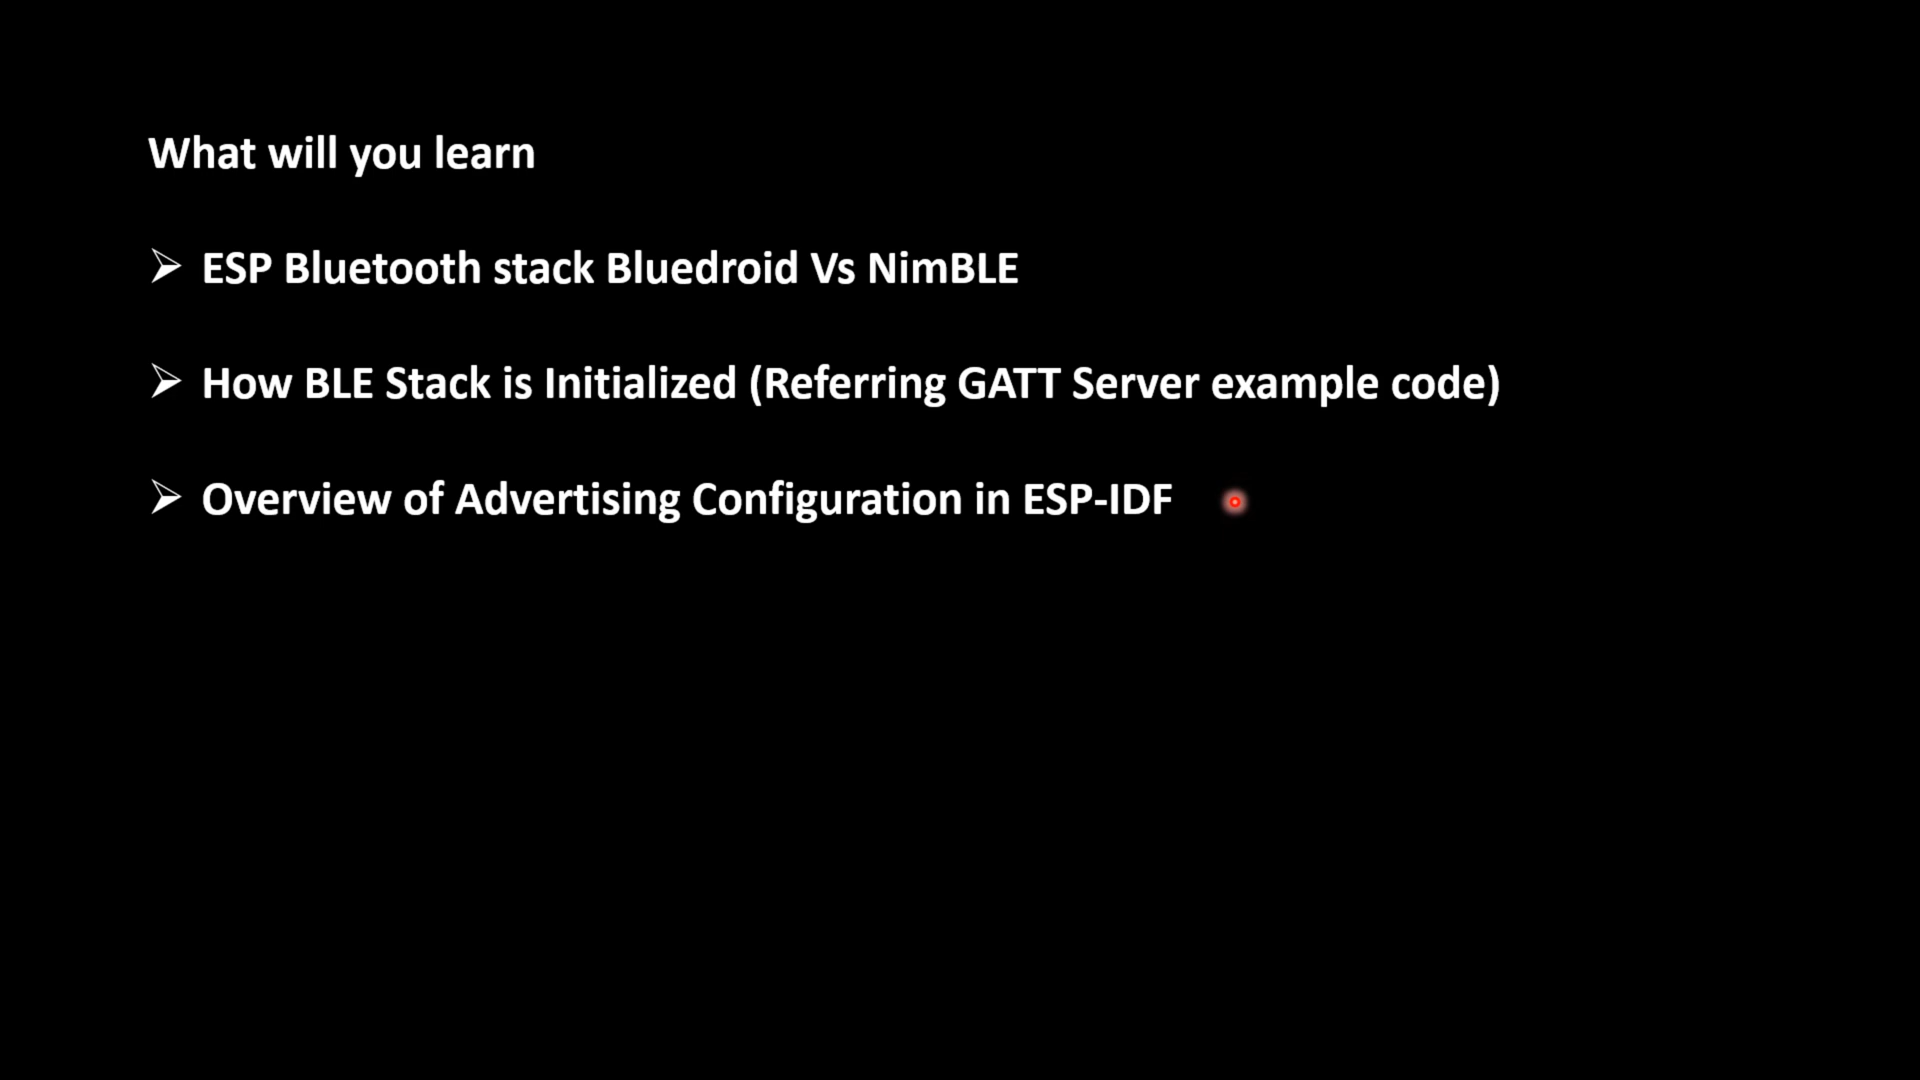 What will you learn
➢ ESP Bluetooth stack Bluedroid Vs NimBLE
➢ How BLE Stack is Initialized (Referring GATT Server example code)
➢ Overview of Advertising Configuration in ESP-IDF